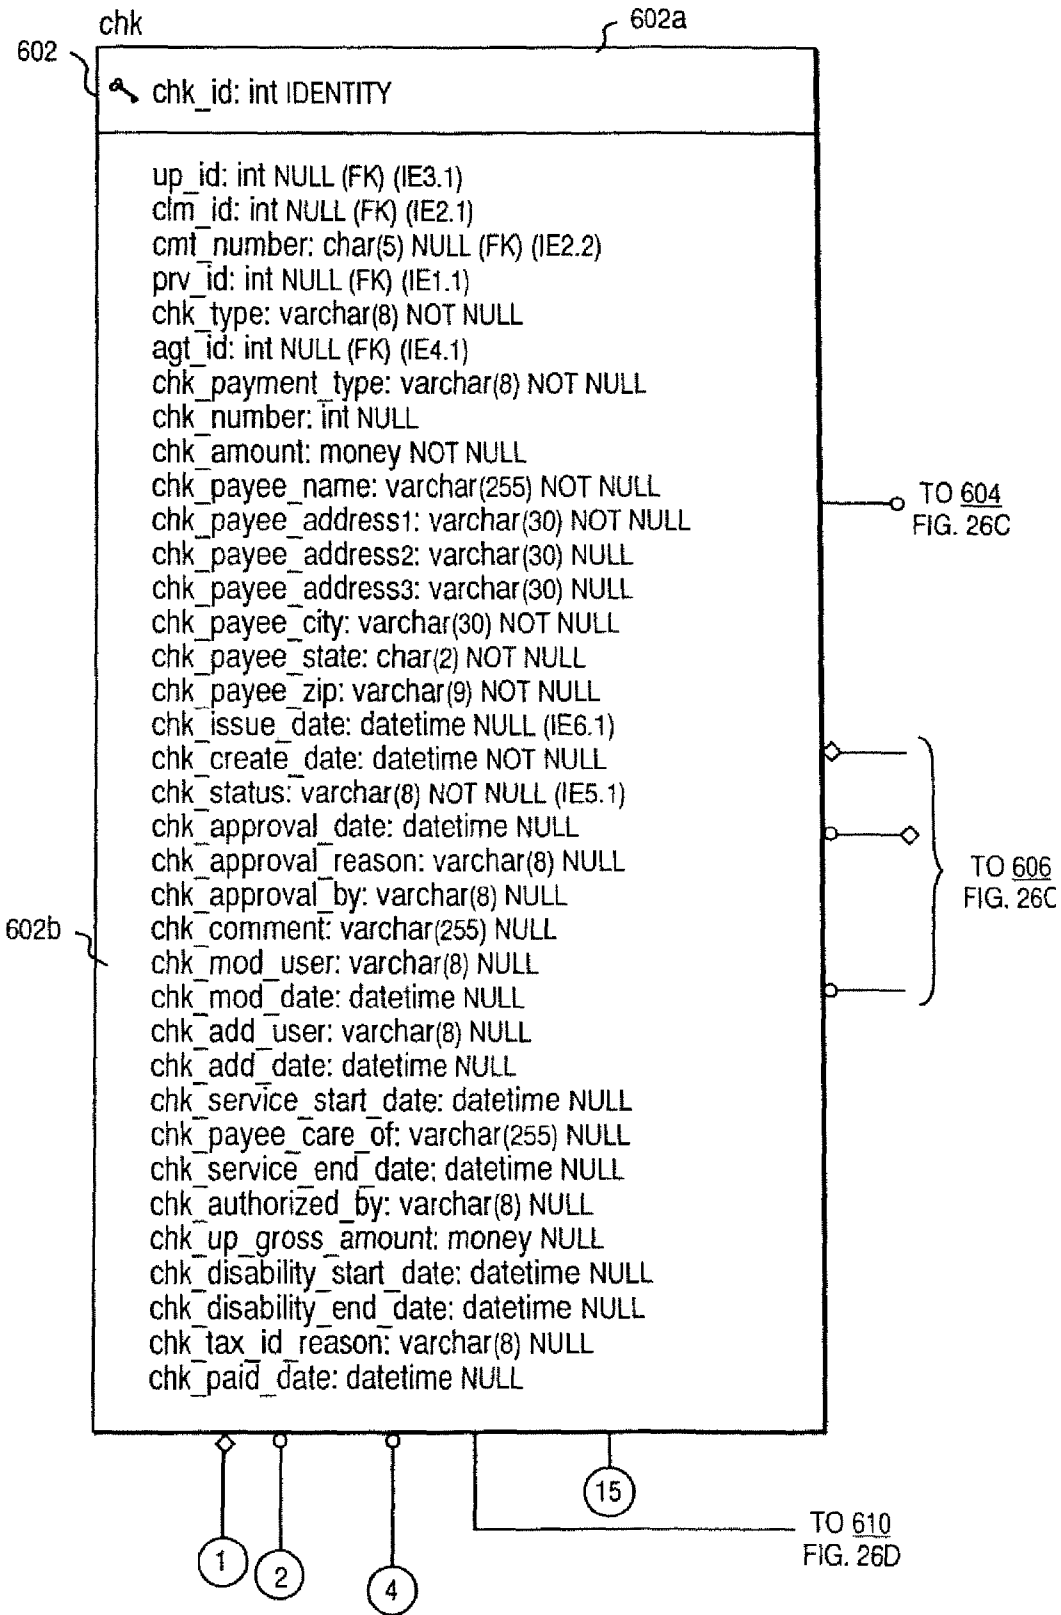 chk
602a
602
chk_id: int IDENTITY
up_id: int NULL (FK) (IE3.1)
clm_id: int NULL (FK) (IE2.1)
cmt_number: char(5) NULL (FK) (IE2.2)
prv_id: int NULL (FK) (IE1.1)
chk_type: varchar(8) NOT NULL
agt_id: int NULL (FK) (IE4.1)
chk_payment_type: varchar(8) NOT NULL
chk_number: int NULL
chk_amount: money NOT NULL
chk_payee_name: varchar(255) NOT NULL
chk_payee_address1: varchar(30) NOT NULL
chk_payee_address2: varchar(30) NULL
chk_payee_address3: varchar(30) NULL
chk_payee_city: varchar(30) NOT NULL
chk_payee_state: char(2) NOT NULL
chk_payee_zip: varchar(9) NOT NULL
chk_issue_date: datetime NULL (IE6.1)
chk_create_date: datetime NOT NULL
chk_status: varchar(8) NOT NULL (IE5.1)
chk_approval_date: datetime NULL
chk_approval_reason: varchar(8) NULL
chk_approval_by: varchar(8) NULL
chk_comment: varchar(255) NULL
chk_mod_user: varchar(8) NULL
chk_mod_date: datetime NULL
chk_add_user: varchar(8) NULL
chk_add_date: datetime NULL
chk_service_start_date: datetime NULL
chk_payee_care_of: varchar(255) NULL
chk_service_end_date: datetime NULL
chk_authorized_by: varchar(8) NULL
chk_up_gross_amount: money NULL
chk_disability_start_date: datetime NULL
chk_disability_end_date: datetime NULL
chk_tax_id_reason: varchar(8) NULL
chk_paid_date: datetime NULL
602b
TO 604
FIG. 26C
TO 606
FIG. 26C
15
TO 610
FIG. 26D
1
2
4